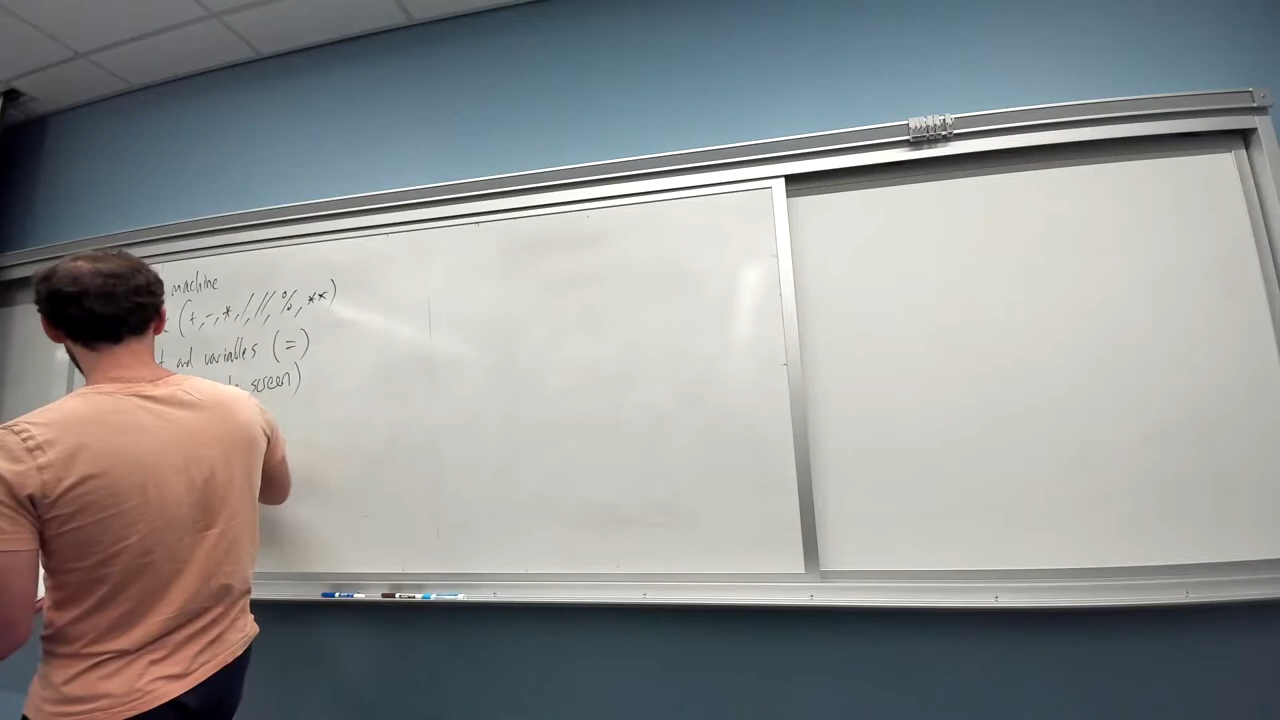 machine
(+,-,*,/,//,%,**)
and variables (=)
screen)